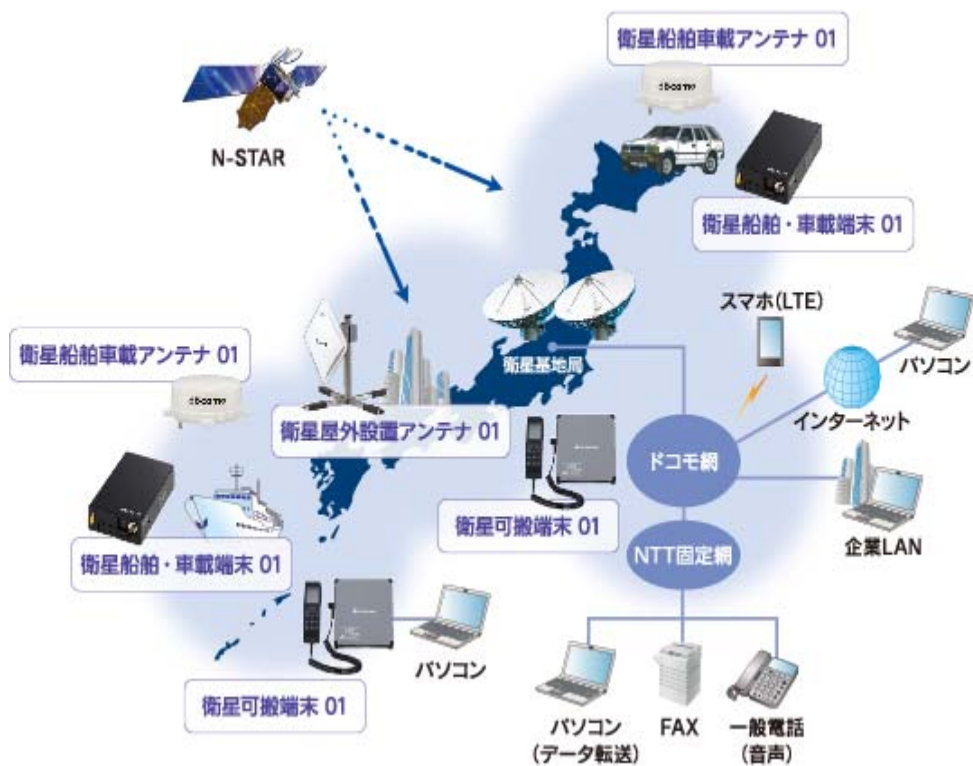 衛星船舶車載アンテナ 01
docomo
N-STAR
衛星船舶・車載端末 01
スマホ(LTE)
パソコン
衛星船舶車載アンテナ 01
docomo
衛星基地局
インターネット
衛星屋外設置アンテナ 01
ドコモ網
衛星可搬端末 01
企業LAN
衛星船舶・車載端末 01
NTT固定網
パソコン
衛星可搬端末 01
パソコン
(データ転送)
FAX
一般電話
(音声)